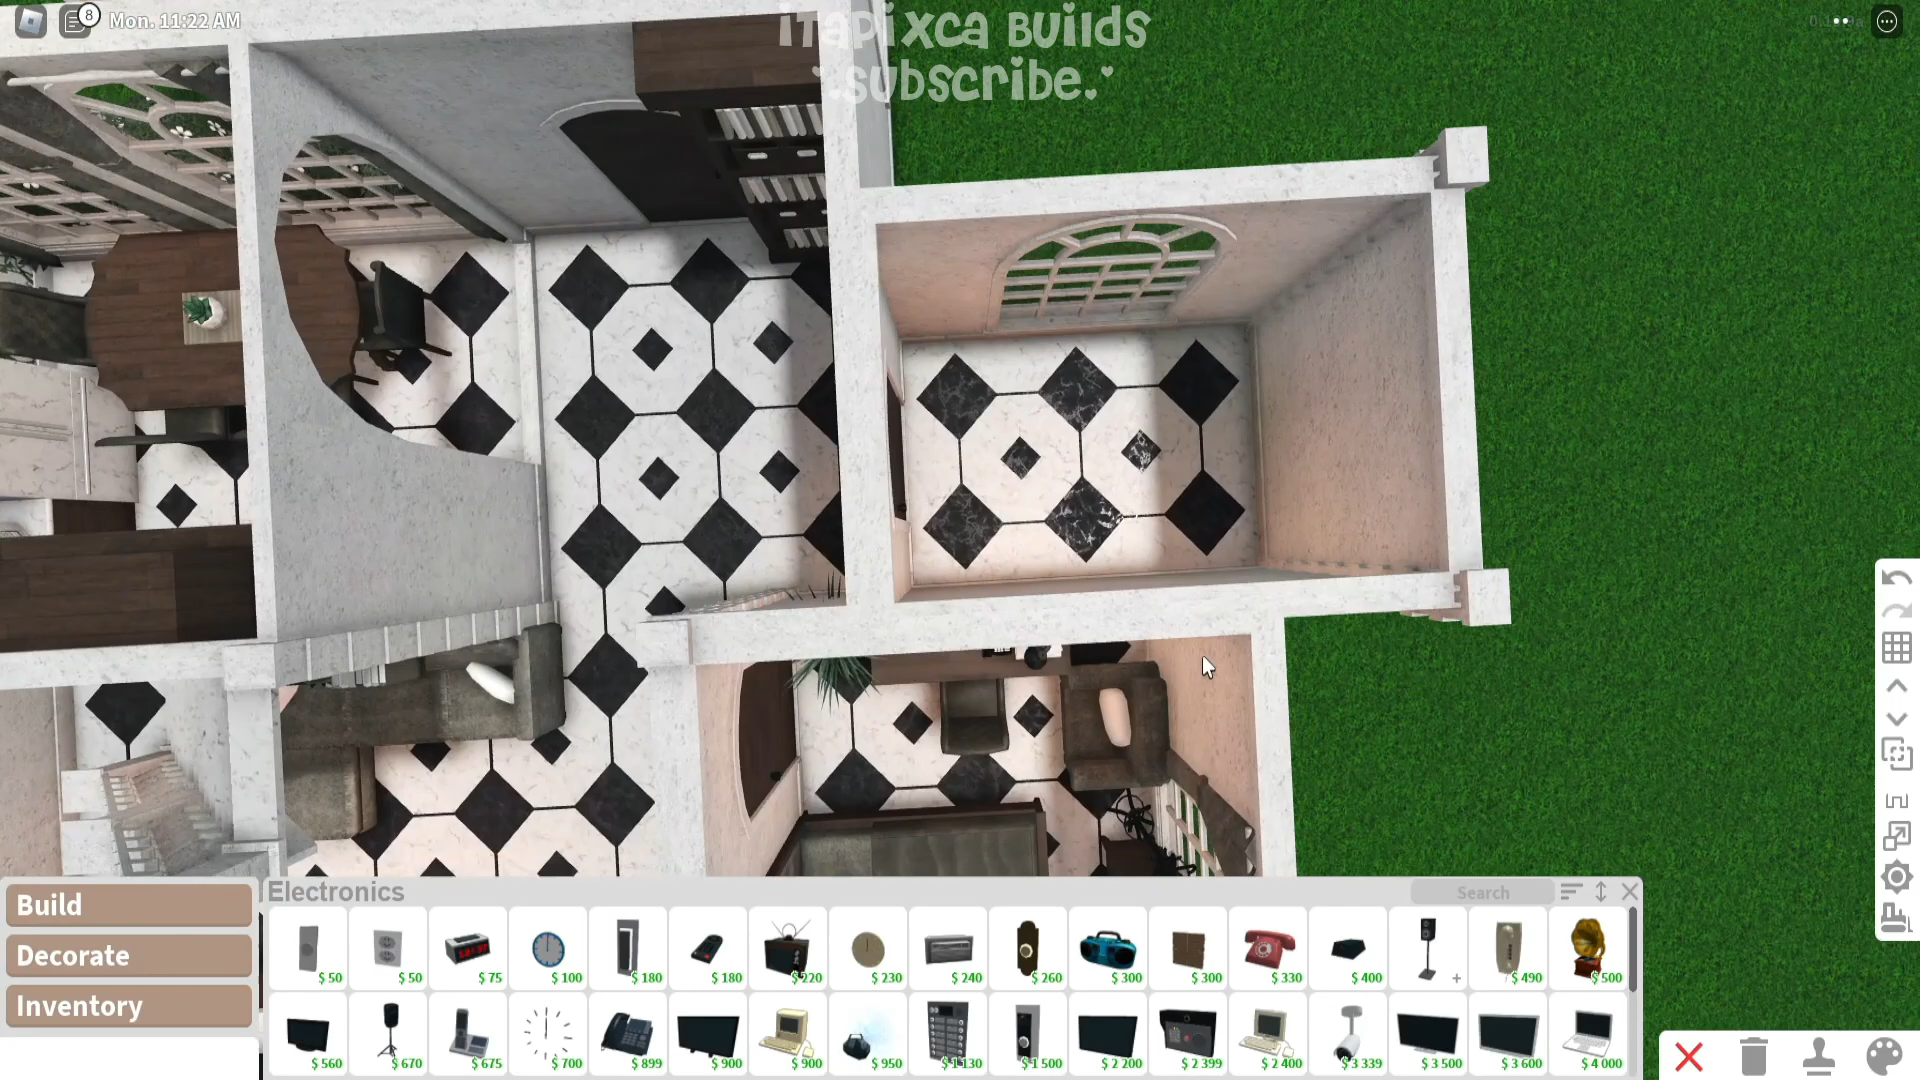 8
Mon. 11:22 AM
iTapixca Builds
subscribe.
Build
Decorate
Inventory
Electronics
Search
$ 50
$ 50
$ 75
$ 100
$ 180
$ 180
$ 220
$ 230
$ 240
$ 260
$ 300
$ 300
$ 330
$ 400
+
$ 490
$ 500
$ 560
$ 670
$ 675
$ 700
$ 899
$ 900
$ 900
$ 950
$ 1 130
$ 1 500
$ 2 200
$ 2 399
$ 2 400
$ 3 339
$ 3 500
$ 3 600
$ 4 000